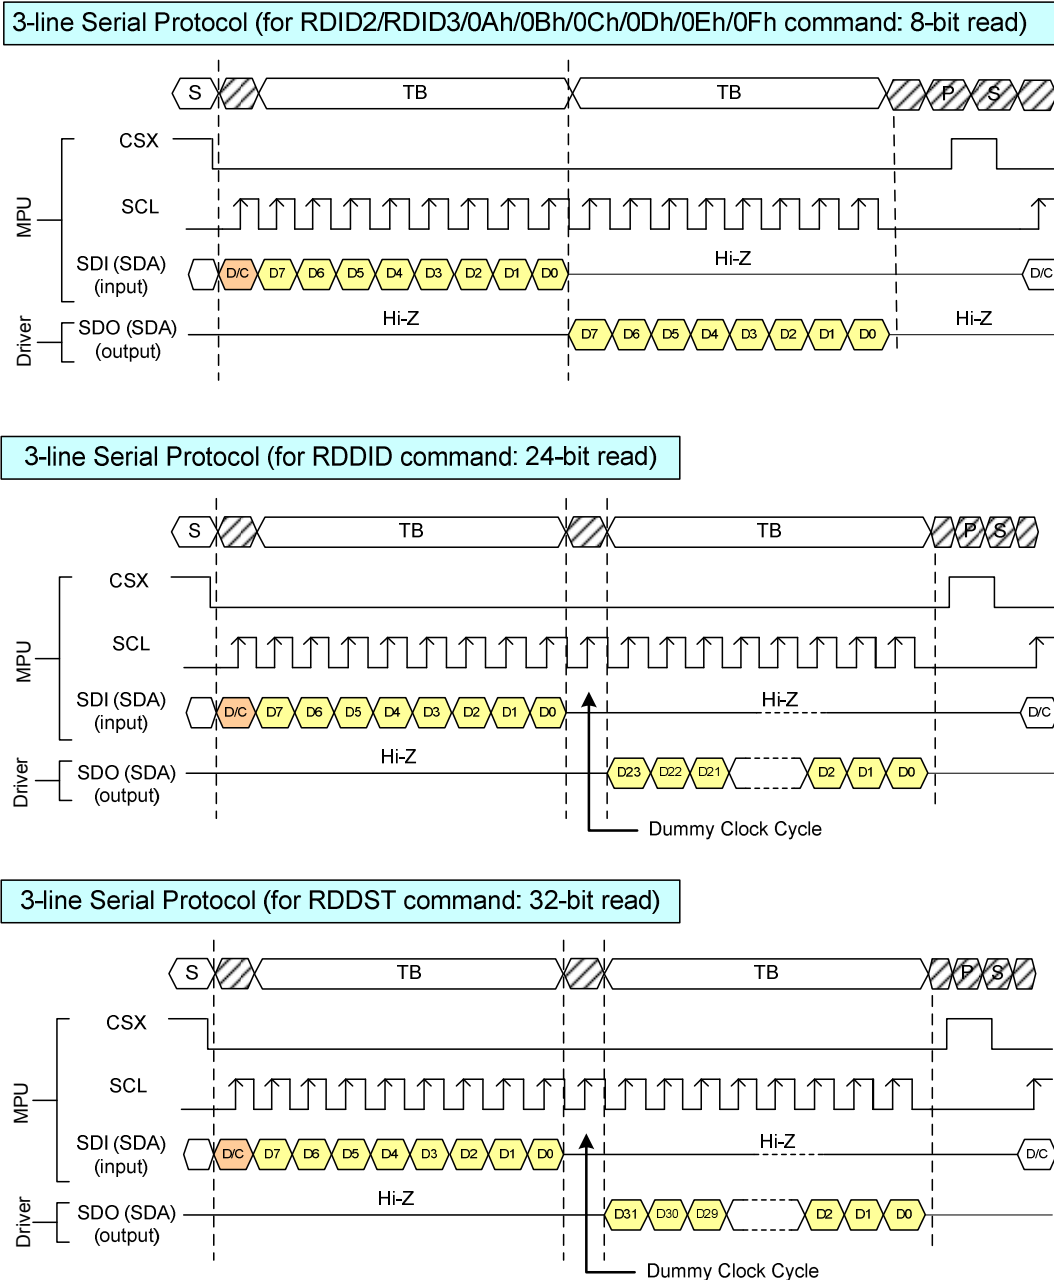 3-line Serial Protocol (for RDID2/RDID3/0Ah/0Bh/0Ch/0Dh/0Eh/0Fh command: 8-bit read)
S TB TB P S
CSX
MPU
SCL
SDI (SDA)
(input)
D/C D7 D6 D5 D4 D3 D2 D1 D0 Hi-Z D/C
Driver
SDO (SDA)
(output)
Hi-Z D7 D6 D5 D4 D3 D2 D1 D0 Hi-Z
3-line Serial Protocol (for RDDID command: 24-bit read)
S TB TB P S
CSX
MPU
SCL
SDI (SDA)
(input)
D/C D7 D6 D5 D4 D3 D2 D1 D0 Hi-Z D/C
Driver
SDO (SDA)
(output)
Hi-Z D23 D22 D21 D2 D1 D0
Dummy Clock Cycle
3-line Serial Protocol (for RDDST command: 32-bit read)
S TB TB P S
CSX
MPU
SCL
SDI (SDA)
(input)
D/C D7 D6 D5 D4 D3 D2 D1 D0 Hi-Z D/C
Driver
SDO (SDA)
(output)
Hi-Z D31 D30 D29 D2 D1 D0
Dummy Clock Cycle